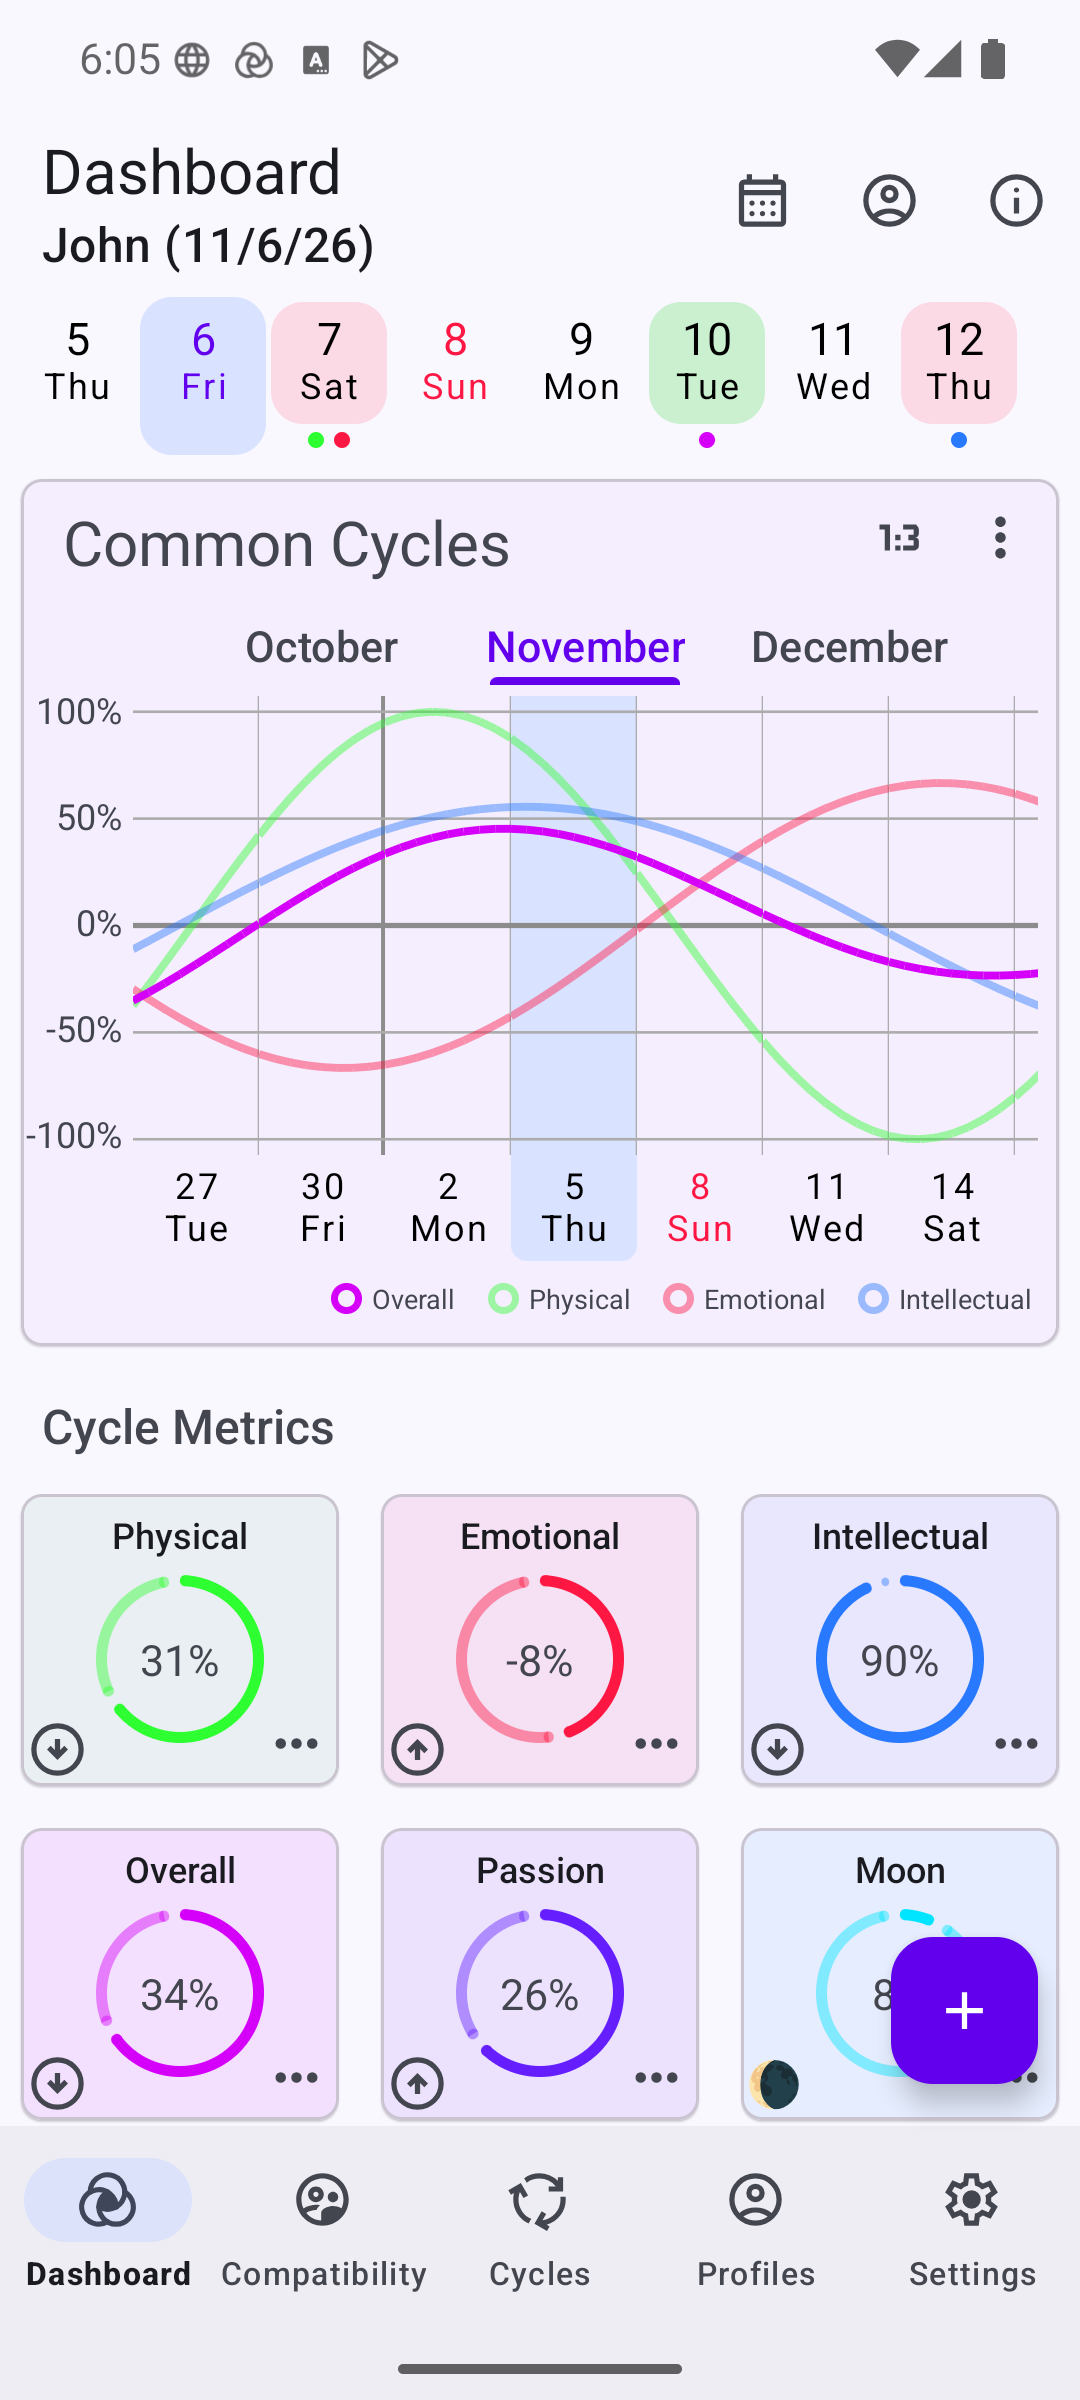 6:05
Dashboard
John (11/6/26)
5 6 7 8 9 10 11 12
Thu Fri Sat Sun Mon Tue Wed Thu
Common Cycles 1:3
October November December
100%
50%
0%
-50%
-100%
27 30 2 5 8 11 14
Tue Fri Mon Thu Sun Wed Sat
Overall Physical Emotional Intellectual
Cycle Metrics
Physical Emotional Intellectual
31% -8% 90%
Overall Passion Moon
34% 26% 8
Dashboard Compatibility Cycles Profiles Settings